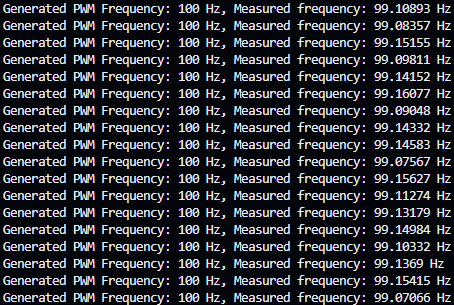 Generated PWM Frequency: 100 Hz, Measured frequency: 99.10893 Hz
Generated PWM Frequency: 100 Hz, Measured frequency: 99.08357 Hz
Generated PWM Frequency: 100 Hz, Measured frequency: 99.15155 Hz
Generated PWM Frequency: 100 Hz, Measured frequency: 99.09811 Hz
Generated PWM Frequency: 100 Hz, Measured frequency: 99.14152 Hz
Generated PWM Frequency: 100 Hz, Measured frequency: 99.16077 Hz
Generated PWM Frequency: 100 Hz, Measured frequency: 99.09048 Hz
Generated PWM Frequency: 100 Hz, Measured frequency: 99.14332 Hz
Generated PWM Frequency: 100 Hz, Measured frequency: 99.14583 Hz
Generated PWM Frequency: 100 Hz, Measured frequency: 99.07567 Hz
Generated PWM Frequency: 100 Hz, Measured frequency: 99.15627 Hz
Generated PWM Frequency: 100 Hz, Measured frequency: 99.11274 Hz
Generated PWM Frequency: 100 Hz, Measured frequency: 99.13179 Hz
Generated PWM Frequency: 100 Hz, Measured frequency: 99.14984 Hz
Generated PWM Frequency: 100 Hz, Measured frequency: 99.10332 Hz
Generated PWM Frequency: 100 Hz, Measured frequency: 99.1369 Hz
Generated PWM Frequency: 100 Hz, Measured frequency: 99.15415 Hz
Generated PWM Frequency: 100 Hz, Measured frequency: 99.07066 Hz